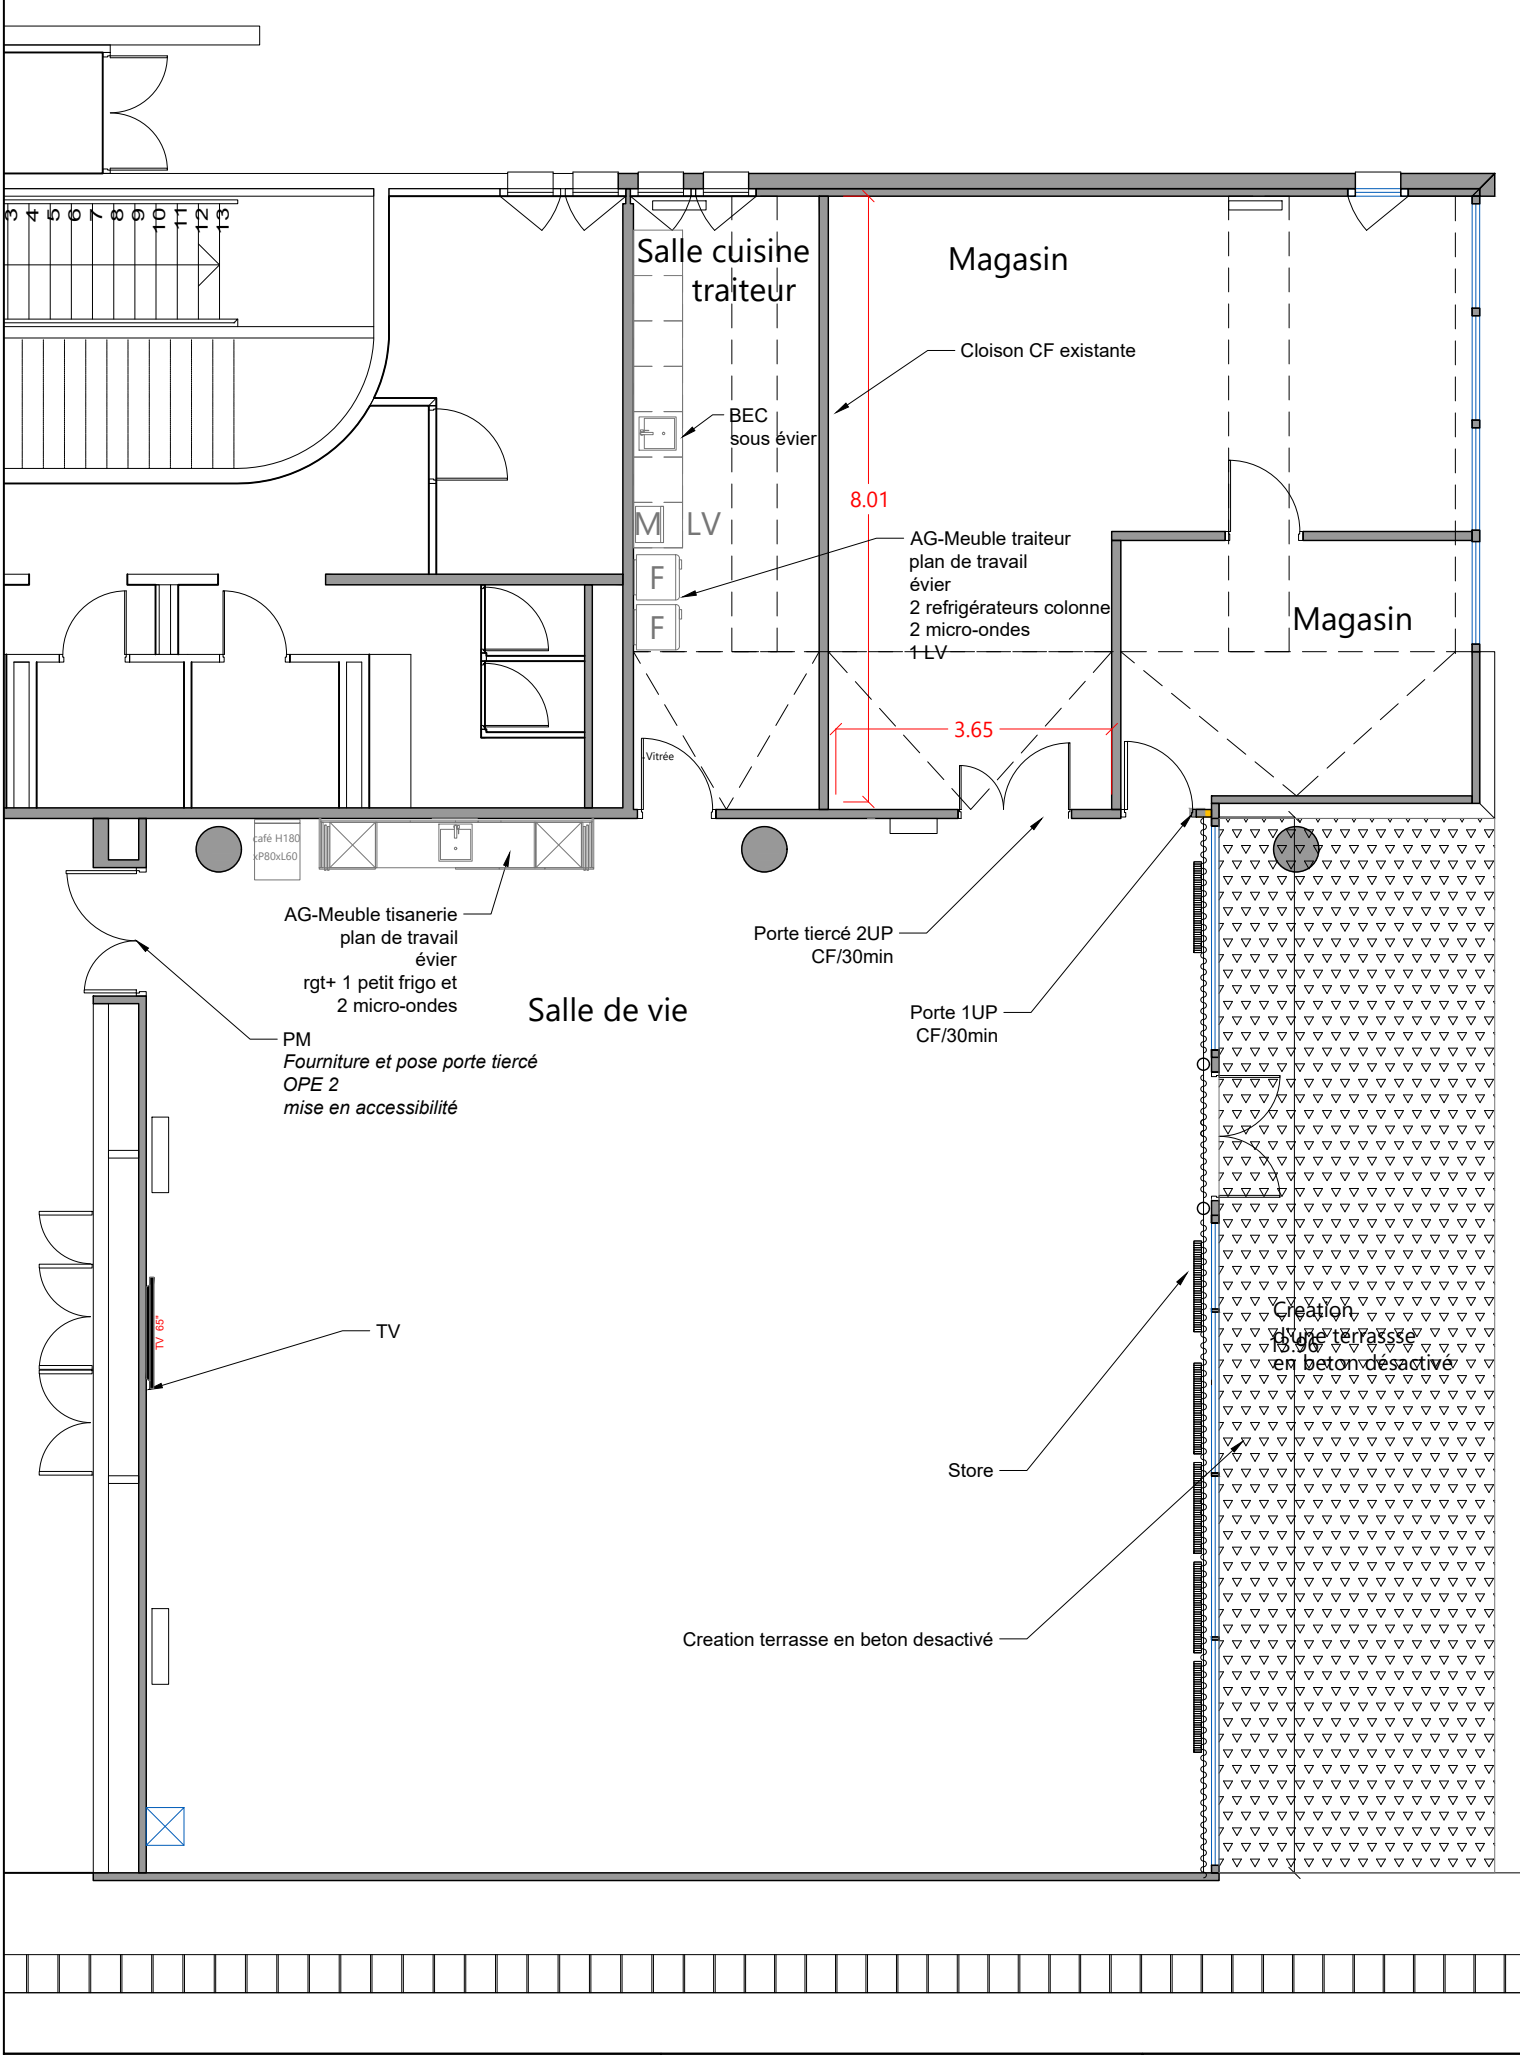 3
4
5
6
7
8
9
10
11
12
13
Salle cuisine
traiteur
Magasin
Cloison CF existante
BEC
sous évier
8.01
M
LV
F
F
AG-Meuble traiteur
plan de travail
évier
2 refrigérateurs colonne
2 micro-ondes
1 LV
Magasin
3.65
Vitrée
café H180
xP80xL60
AG-Meuble tisanerie
plan de travail
évier
rgt+ 1 petit frigo et
2 micro-ondes
Porte tiercé 2UP
CF/30min
Salle de vie
Porte 1UP
CF/30min
PM
Fourniture et pose porte tiercé
OPE 2
mise en accessibilité
TV 65"
TV
Creation
d'une terrassse
13.96
en beton désactivé
Store
Creation terrasse en beton desactivé